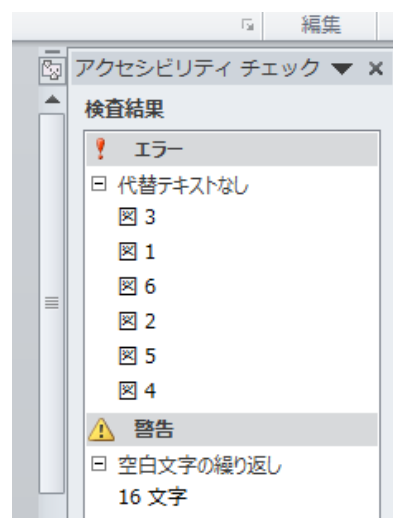 編集
アクセシビリティ チェック
検査結果
エラー
代替テキストなし
図 3
図 1
図 6
図 2
図 5
図 4
警告
空白文字の繰り返し
16 文字